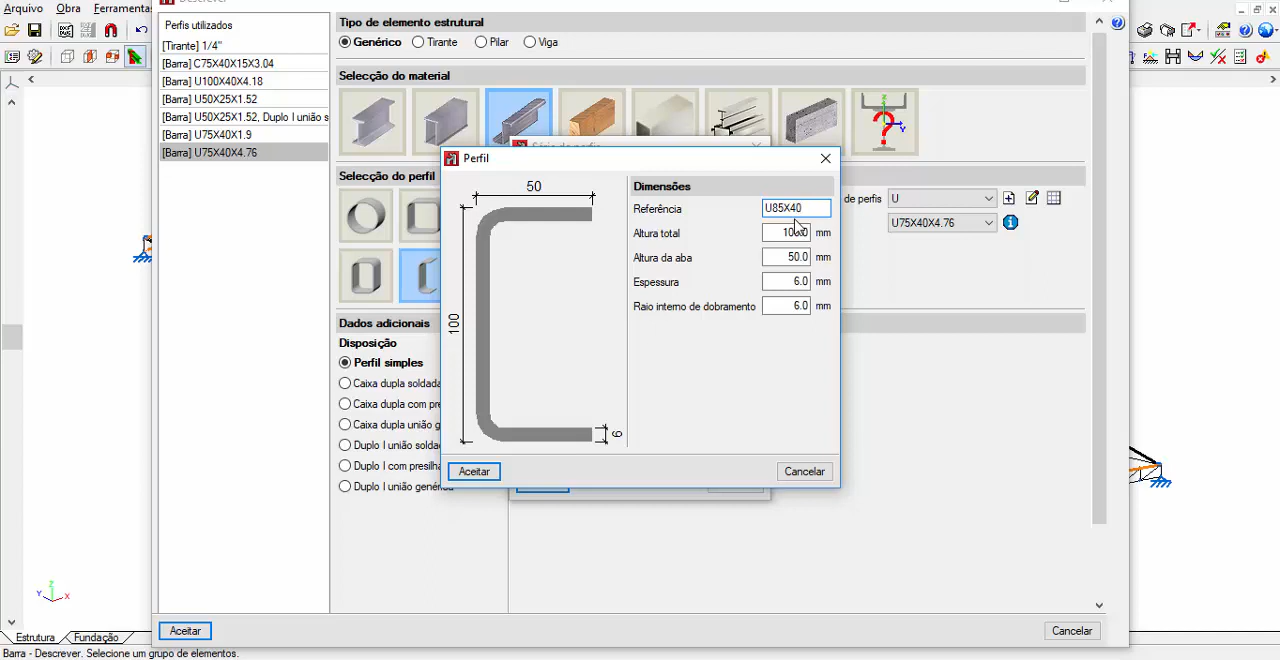 Arquivo Obra Ferramentas
Descrever
Perfis utilizados
[Tirante] 1/4"
[Barra] C75X40X15X3.04
[Barra] U100X40X4.18
[Barra] U50X25X1.52
[Barra] U50X25X1.52, Duplo I união s
[Barra] U75X40X1.9
[Barra] U75X40X4.76
Tipo de elemento estrutural
Genérico Tirante Pilar Viga
Selecção do material
Selecção do perfil
de perfis U
U75X40X4.76
Dados adicionais
Disposição
Perfil simples
Caixa dupla soldada
Caixa dupla com pre
Caixa dupla união g
Duplo I união solda
Duplo I com presilha
Duplo I união genérica
Série de perfis
Perfil
50
100
6
Dimensões
Referência U85X40
Altura total mm
Altura da aba 50.0 mm
Espessura 6.0 mm
Raio interno de dobramento 6.0 mm
Aceitar Cancelar
Aceitar Cancelar
Z
Y X
Estrutura Fundação
Barra - Descrever. Selecione um grupo de elementos.